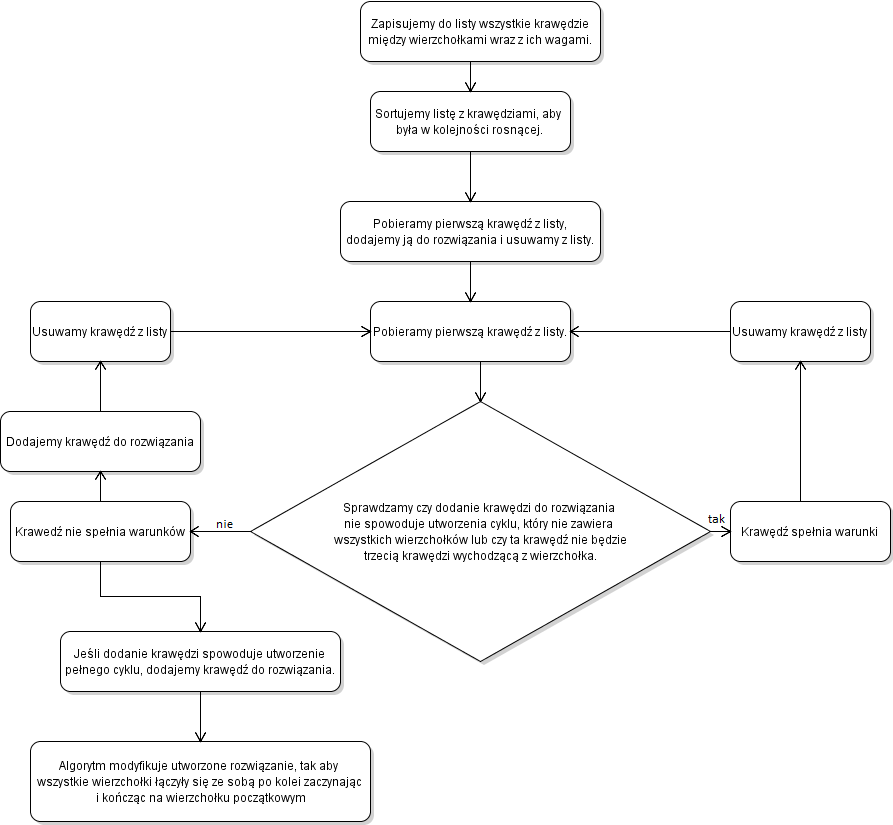 Zapisujemy do listy wszystkie krawędzie
między wierzchołkami wraz z ich wagami.
Sortujemy listę z krawędziami, aby
była w kolejności rosnącej.
Pobieramy pierwszą krawędź z listy,
dodajemy ją do rozwiązania i usuwamy z listy.
Usuwamy krawędź z listy
Pobieramy pierwszą krawędź z listy.
Usuwamy krawędź z listy
Dodajemy krawędź do rozwiązania
Sprawdzamy czy dodanie krawędzi do rozwiązania
nie spowoduje utworzenia cyklu, który nie zawiera
wszystkich wierzchołków lub czy ta krawędź nie będzie
trzecią krawędzi wychodzącą z wierzchołka.
nie
tak
Krawedź nie spełnia warunków
Krawędź spełnia warunki
Jeśli dodanie krawędzi spowoduje utworzenie
pełnego cyklu, dodajemy krawędź do rozwiązania.
Algorytm modyfikuje utworzone rozwiązanie, tak aby
wszystkie wierzchołki łączyły się ze sobą po kolei zaczynając
i kończąc na wierzchołku początkowym